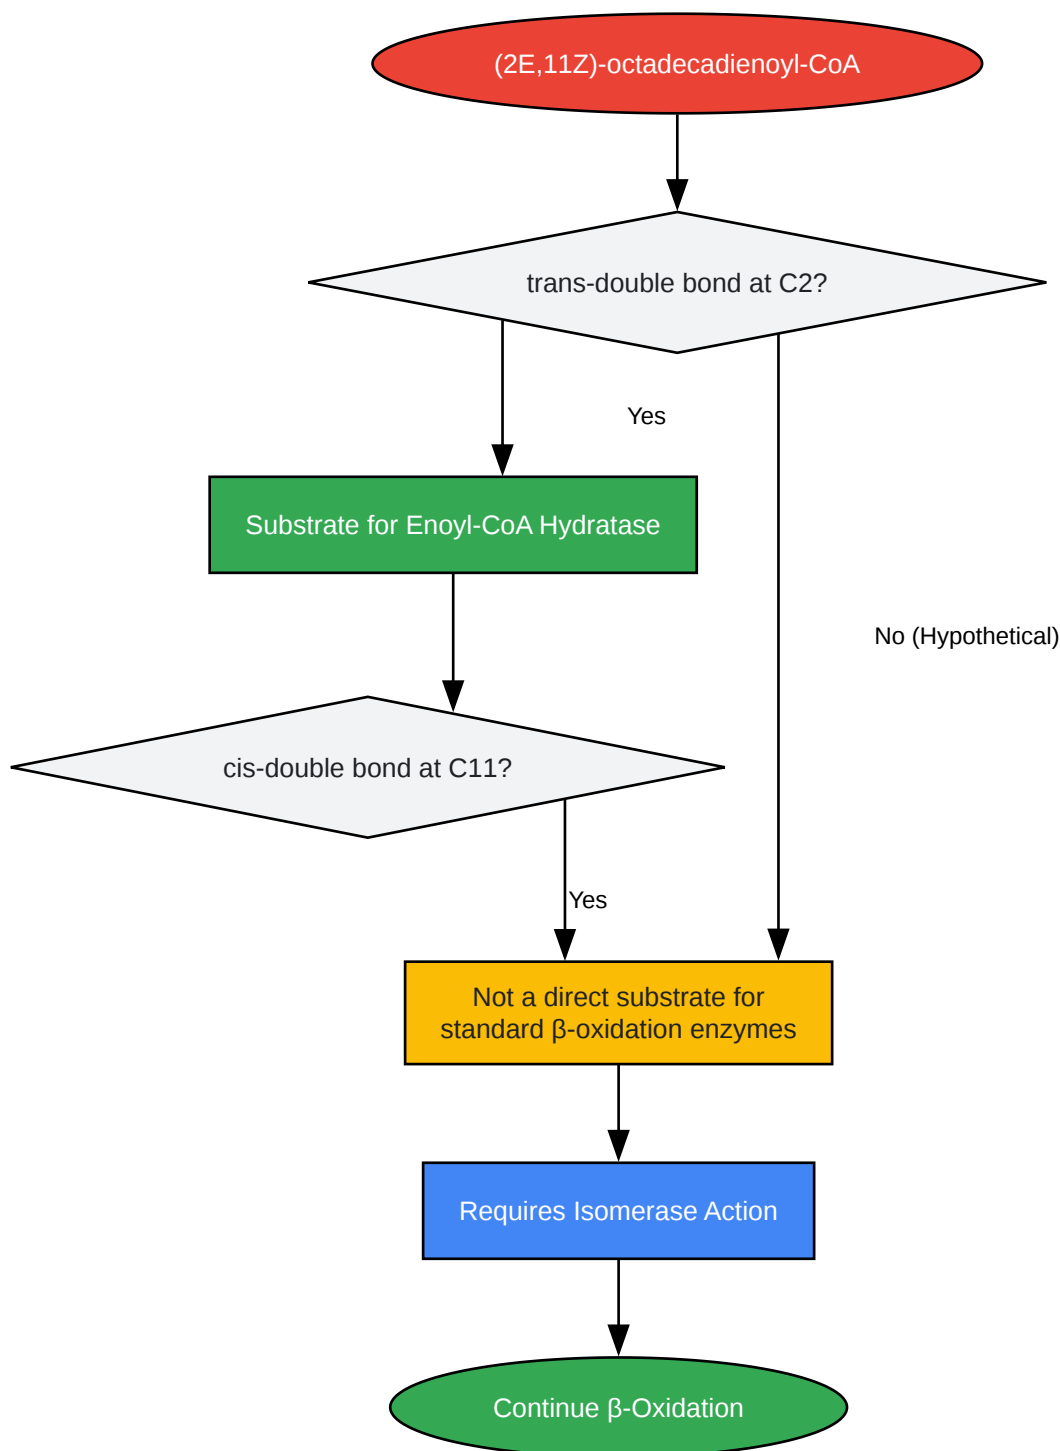 (2E,11Z)-octadecadienoyl-CoA
trans-double bond at C2?
Yes
Substrate for Enoyl-CoA Hydratase
No (Hypothetical)
cis-double bond at C11?
Yes
Not a direct substrate for
standard β-oxidation enzymes
Requires Isomerase Action
Continue β-Oxidation